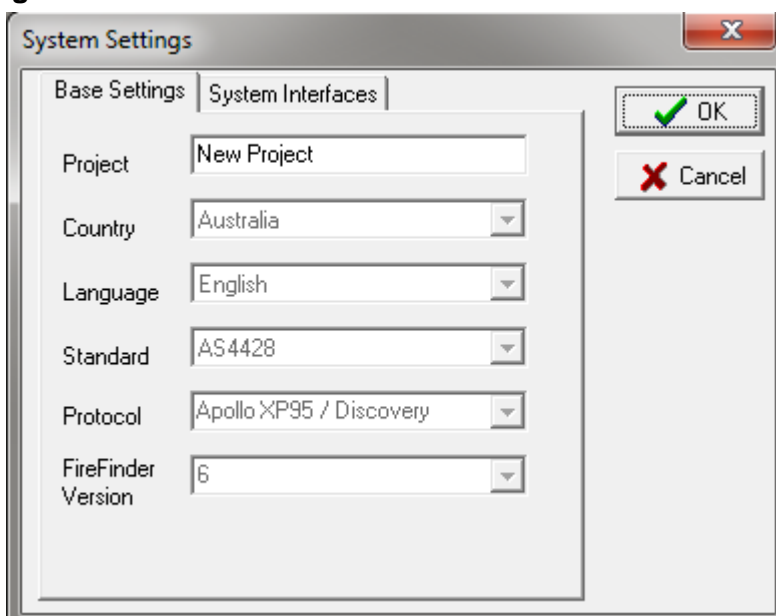 System Settings
Base Settings
System Interfaces
OK
Cancel
Project
New Project
Country
Australia
Language
English
Standard
AS4428
Protocol
Apollo XP95 / Discovery
FireFinder
Version
6